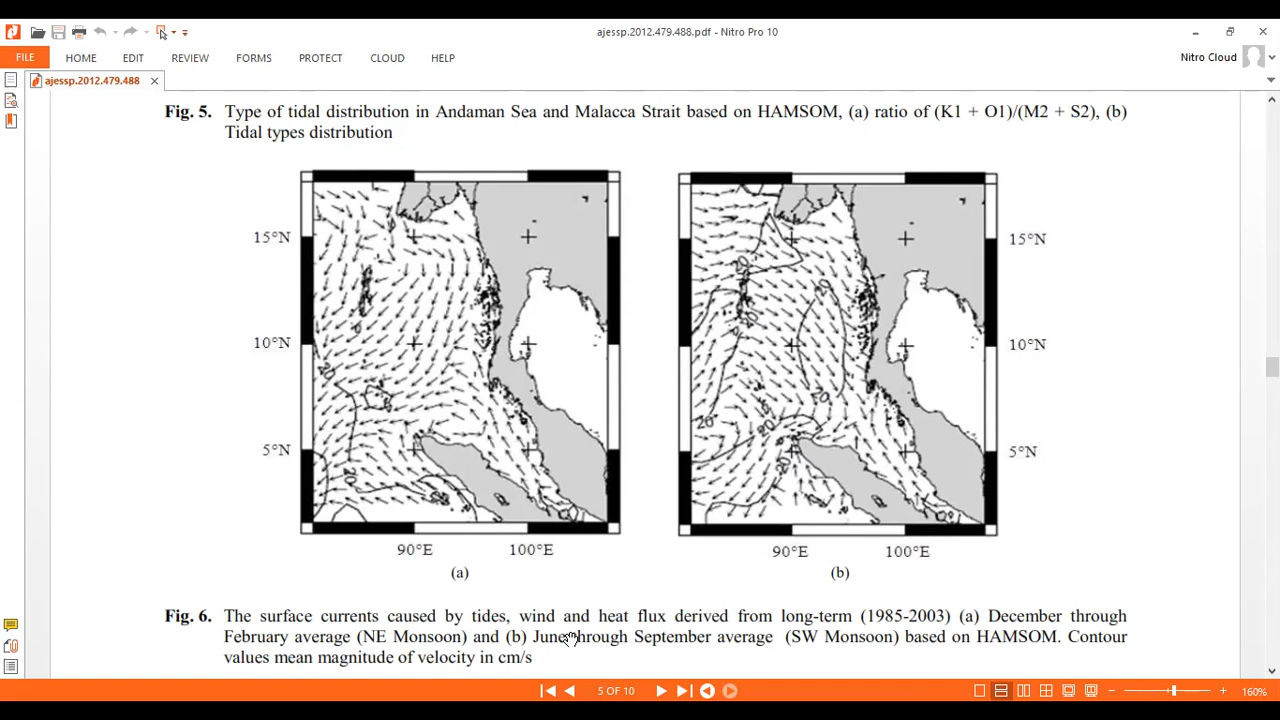 ajessp.2012.479.488.pdf - Nitro Pro 10
FILE HOME EDIT REVIEW FORMS PROTECT CLOUD HELP Nitro Cloud
ajessp.2012.479.488
Fig. 5. Type of tidal distribution in Andaman Sea and Malacca Strait based on HAMSOM, (a) ratio of (K1 + O1)/(M2 + S2), (b)
Tidal types distribution
15°N 15°N
10°N 10°N
5°N 5°N
20
90°E 100°E 90°E 100°E
(a) (b)
Fig. 6. The surface currents caused by tides, wind and heat flux derived from long-term (1985-2003) (a) December through
February average (NE Monsoon) and (b) June through September average (SW Monsoon) based on HAMSOM. Contour
values mean magnitude of velocity in cm/s
5 OF 10 160%